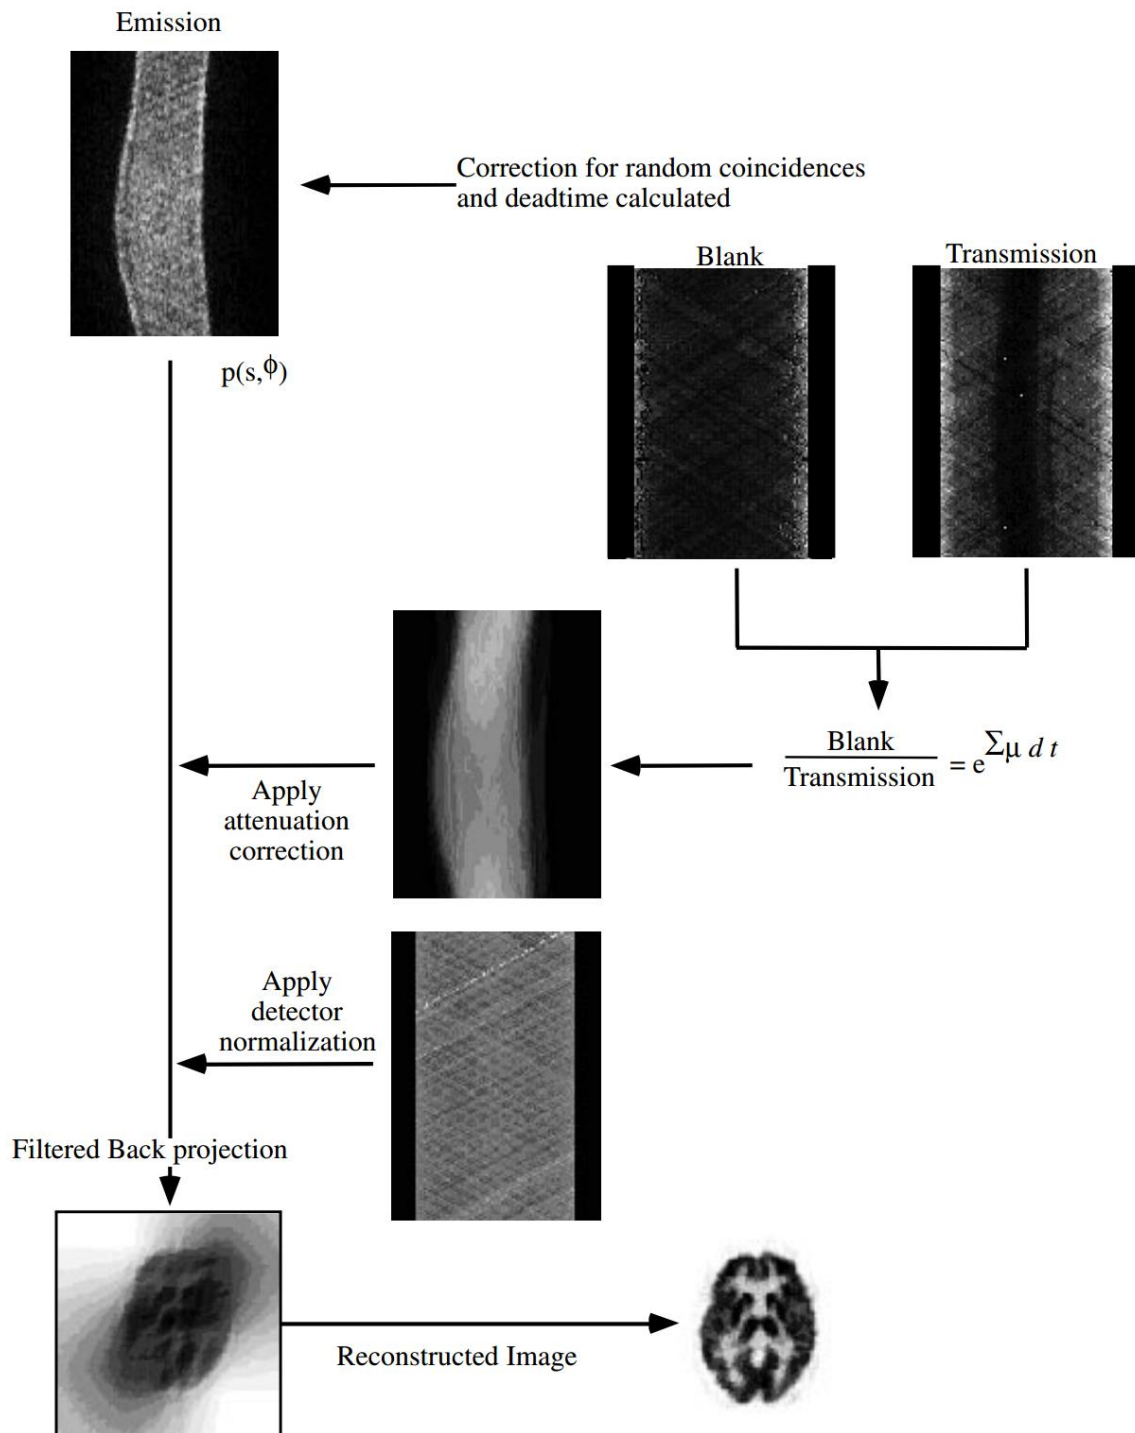 Emission
Correction for random coincidences
and deadtime calculated
Blank
Transmission
p(s,ϕ)
Blank
Transmission
= e^Σμ d t
Apply
attenuation
correction
Apply
detector
normalization
Filtered Back projection
Reconstructed Image